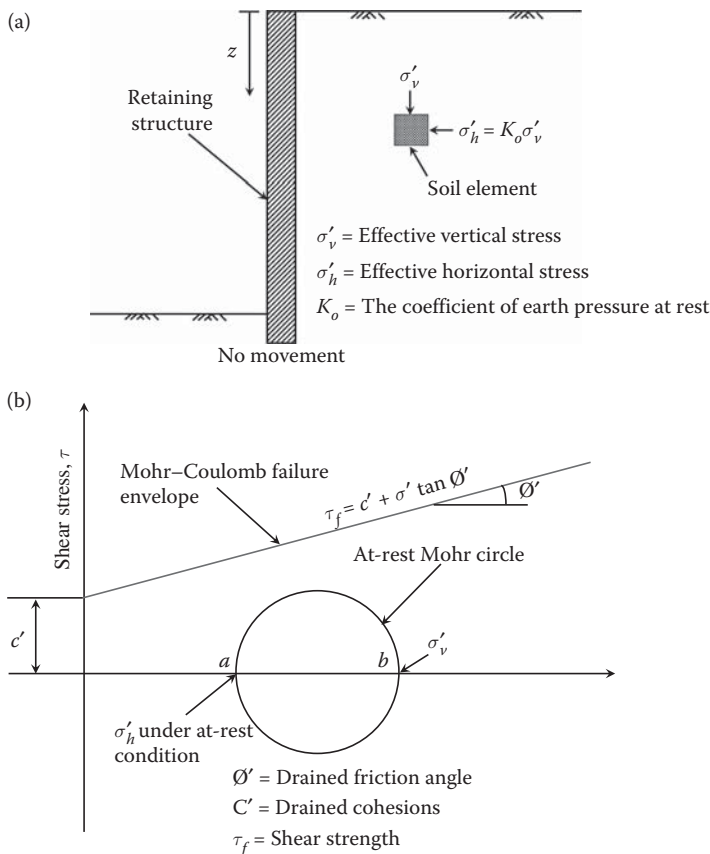 (a)
z
Retaining
structure
σ′v
σ′h = Koσ′v
Soil element
σ′v = Effective vertical stress
σ′h = Effective horizontal stress
Ko = The coefficient of earth pressure at rest
No movement
(b)
Shear stress, τ
Mohr–Coulomb failure
envelope
τf = c′ + σ′ tan Ø′
Ø′
At-rest Mohr circle
c′
a
b
σ′v
σ′h under at-rest
condition
Ø′ = Drained friction angle
C′ = Drained cohesions
τf = Shear strength